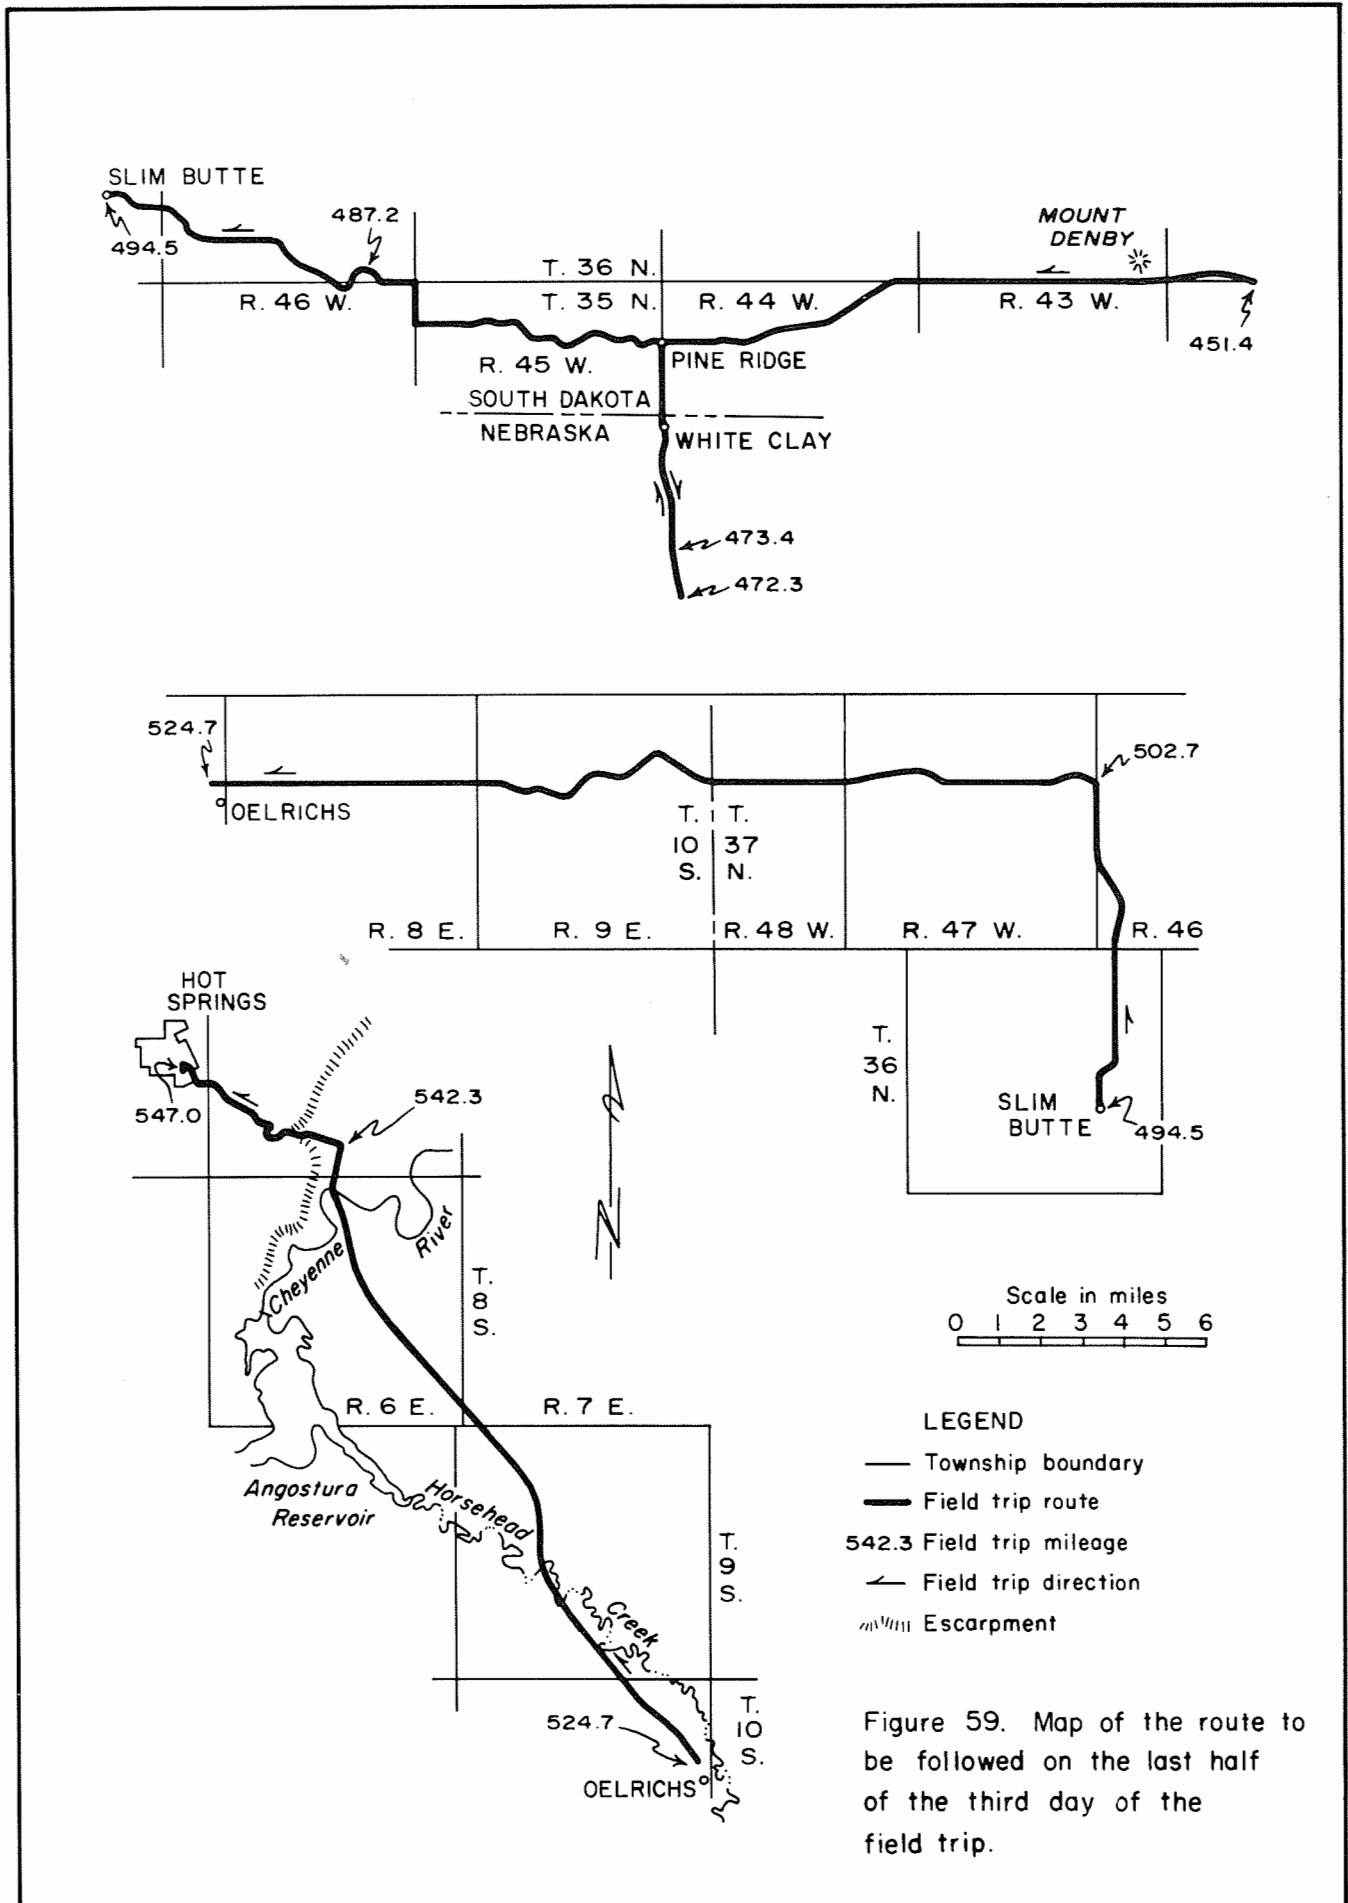 SLIM BUTTE
494.5
487.2
MOUNT
DENBY
T. 36 N.
R. 46 W.
T. 35 N.
R. 44 W.
R. 43 W.
451.4
R. 45 W.
PINE RIDGE
SOUTH DAKOTA
NEBRASKA
WHITE CLAY
473.4
472.3
524.7
502.7
OELRICHS
T. T.
10 37
S. N.
R. 8 E.
R. 9 E.
R. 48 W.
R. 47 W.
R. 46
HOT
SPRINGS
547.0
542.3
T.
36
N.
SLIM
BUTTE
494.5
N
River
Cheyenne
T.
8
S.
Scale in miles
0 1 2 3 4 5 6
R. 6 E.
R. 7 E.
Angostura
Reservoir
Horsehead
Creek
T.
9
S.
T.
10
S.
524.7
OELRICHS
LEGEND
Township boundary
Field trip route
542.3 Field trip mileage
Field trip direction
Escarpment
Figure 59. Map of the route to
be followed on the last half
of the third day of the
field trip.